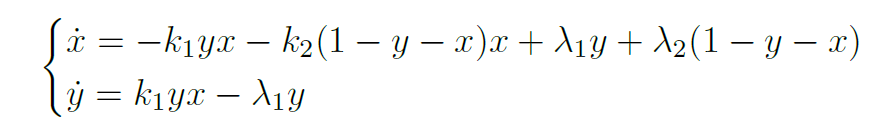 ẋ = −k₁yx − k₂(1 − y − x)x + λ₁y + λ₂(1 − y − x)
ẏ = k₁yx − λ₁y